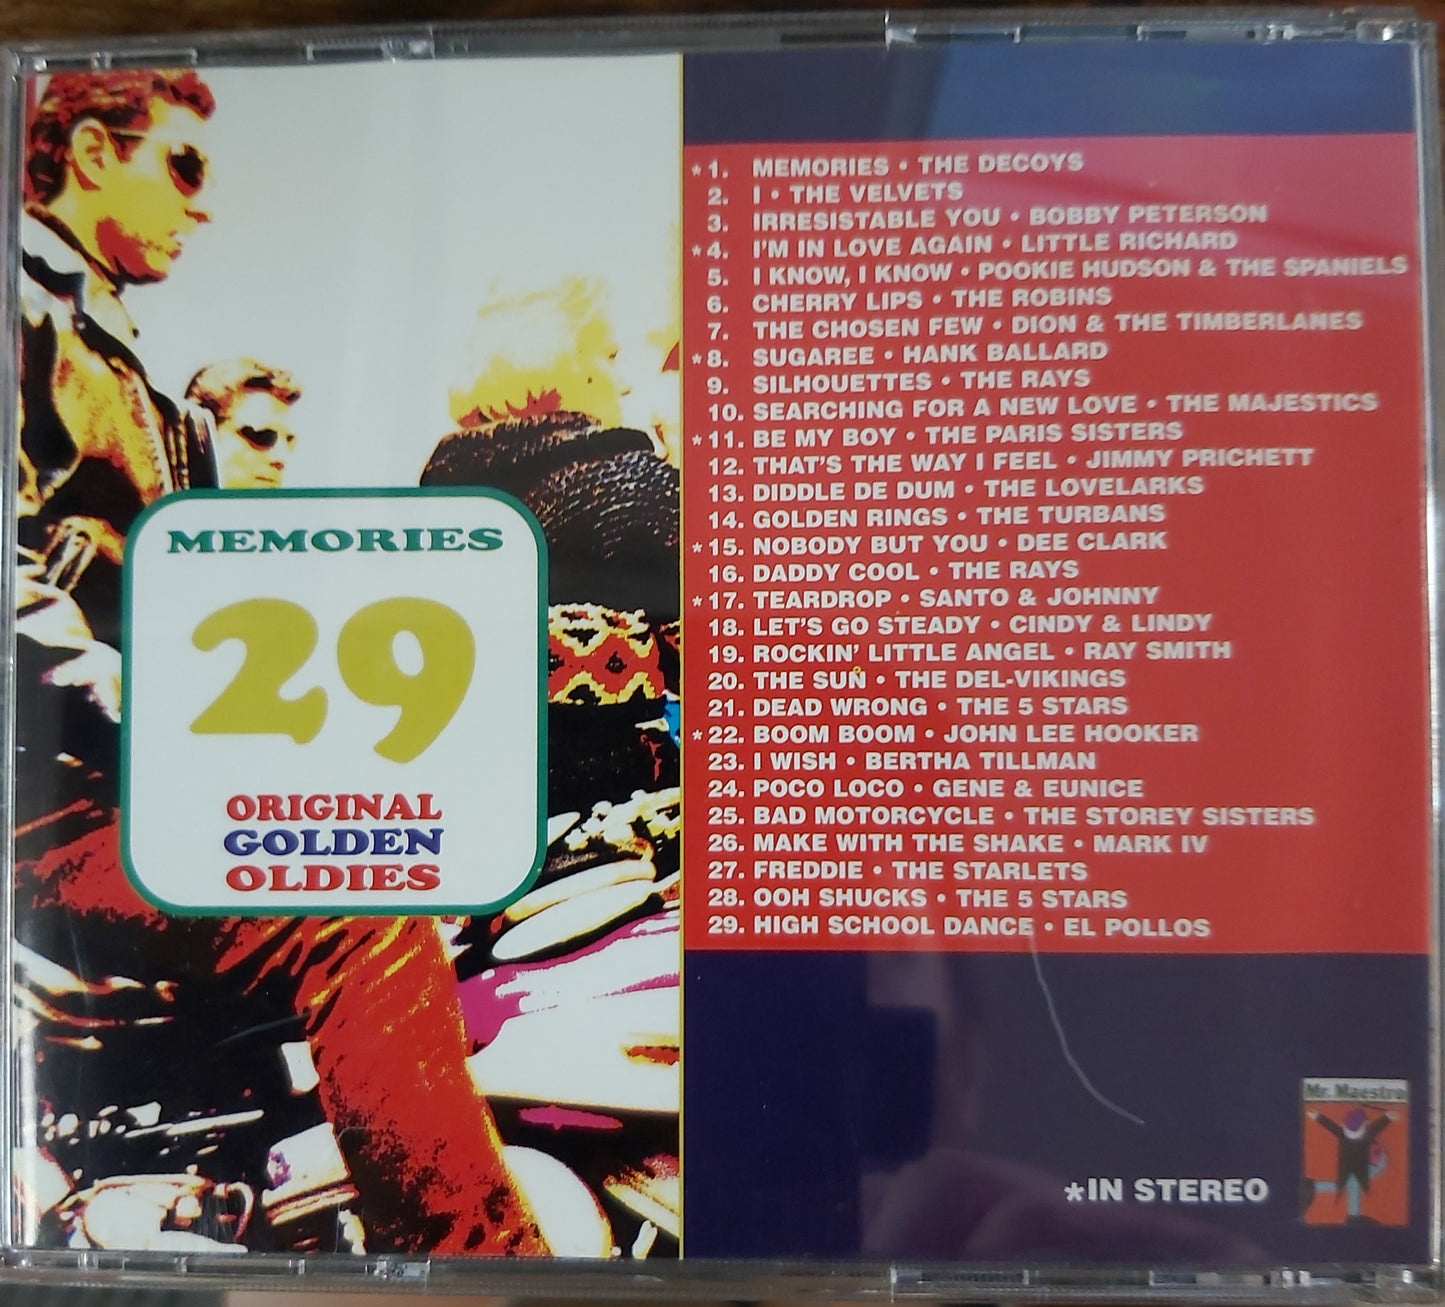 MEMORIES
29
ORIGINAL
GOLDEN
OLDIES
*1. MEMORIES • THE DECOYS
2. I • THE VELVETS
3. IRRESISTABLE YOU • BOBBY PETERSON
*4. I'M IN LOVE AGAIN • LITTLE RICHARD
5. I KNOW, I KNOW • POOKIE HUDSON & THE SPANIELS
6. CHERRY LIPS • THE ROBINS
7. THE CHOSEN FEW • DION & THE TIMBERLANES
*8. SUGAREE • HANK BALLARD
9. SILHOUETTES • THE RAYS
10. SEARCHING FOR A NEW LOVE • THE MAJESTICS
*11. BE MY BOY • THE PARIS SISTERS
12. THAT'S THE WAY I FEEL • JIMMY PRICHETT
13. DIDDLE DE DUM • THE LOVELARKS
14. GOLDEN RINGS • THE TURBANS
*15. NOBODY BUT YOU • DEE CLARK
16. DADDY COOL • THE RAYS
*17. TEARDROP • SANTO & JOHNNY
18. LET'S GO STEADY • CINDY & LINDY
19. ROCKIN' LITTLE ANGEL • RAY SMITH
20. THE SUN • THE DEL-VIKINGS
21. DEAD WRONG • THE 5 STARS
*22. BOOM BOOM • JOHN LEE HOOKER
23. I WISH • BERTHA TILLMAN
24. POCO LOCO • GENE & EUNICE
25. BAD MOTORCYCLE • THE STOREY SISTERS
26. MAKE WITH THE SHAKE • MARK IV
27. FREDDIE • THE STARLETS
28. OOH SHUCKS • THE 5 STARS
29. HIGH SCHOOL DANCE • EL POLLOS
Mr. Maestro
*IN STEREO